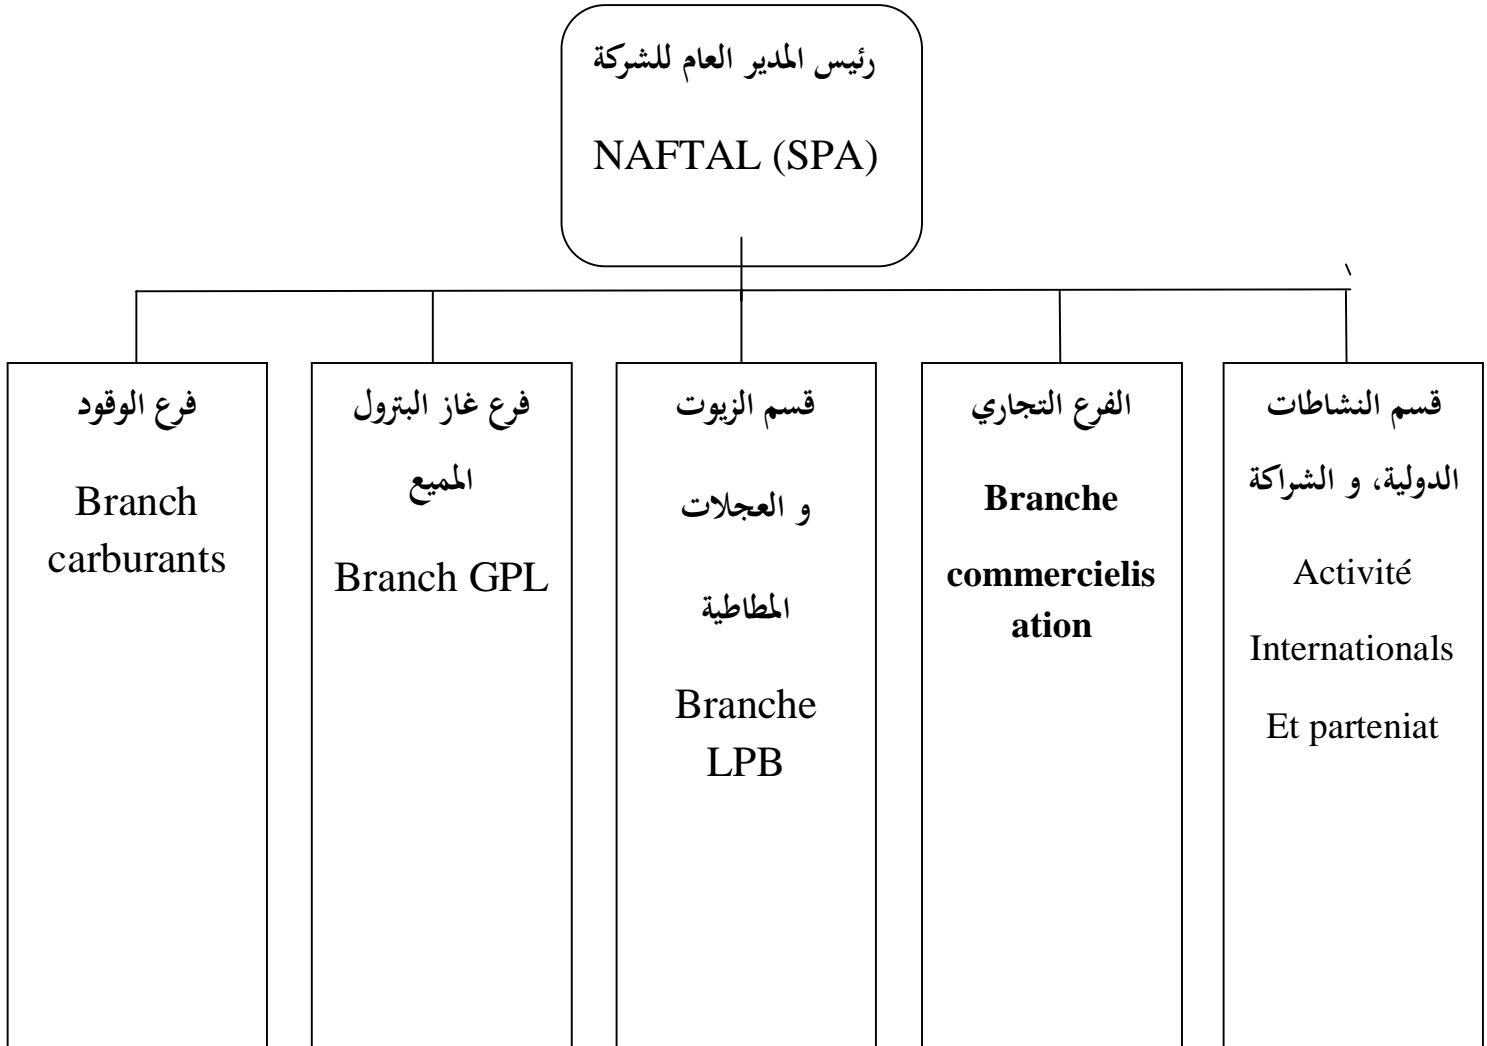 رئيس المدير العام للشركة
NAFTAL (SPA)
فرع الوقود
Branch
carburants
فرع غاز البترول
المميع
Branch GPL
قسم الزيوت
و العجلات
المطاطية
Branche
LPB
الفرع التجاري
Branche
commercielis
ation
قسم النشاطات
الدولية، و الشراكة
Activité
Internationals
Et parteniat